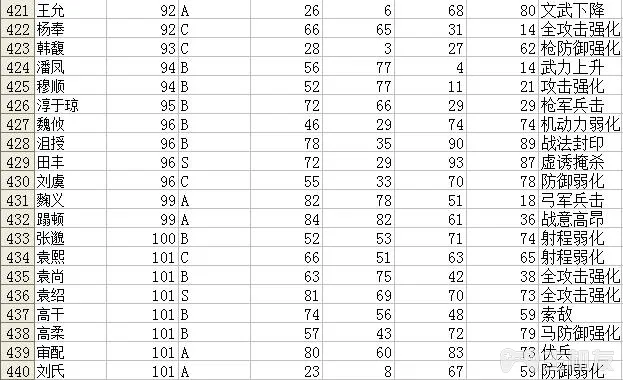 421 王允 92 A 26 6 68 80 文武下降
422 杨奉 92 C 66 65 31 14 全攻击强化
423 韩馥 93 C 28 3 27 62 枪防御强化
424 潘凤 94 B 56 77 4 14 武力上升
425 穆顺 94 B 52 77 11 21 攻击强化
426 淳于琼 95 B 72 66 29 29 枪军兵击
427 魏攸 96 B 46 29 74 74 机动力弱化
428 沮授 96 B 78 35 90 89 战法封印
429 田丰 96 S 72 29 93 87 虚诱掩杀
430 刘虞 96 C 55 33 70 78 防御弱化
431 麴义 99 A 82 78 51 18 弓军兵击
432 蹋顿 99 A 84 82 61 36 战意高昂
433 张邈 100 B 52 53 71 74 射程弱化
434 袁熙 101 C 66 51 63 65 射程弱化
435 袁尚 101 B 63 75 42 38 全攻击强化
436 袁绍 101 S 81 69 70 73 全攻击强化
437 高干 101 B 74 56 48 59 索敌
438 高柔 101 B 57 43 72 79 马防御强化
439 审配 101 A 80 60 83 73 伏兵
440 刘氏 101 A 23 8 67 59 防御弱化